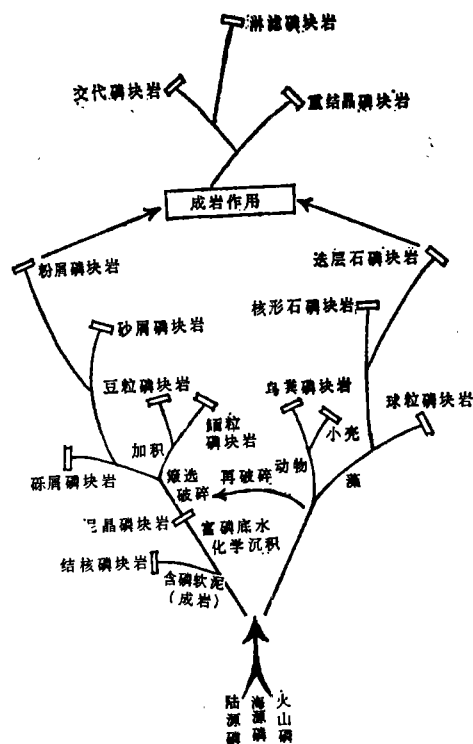 淋滤磷块岩
交代磷块岩
重结晶磷块岩
成岩作用
粉屑磷块岩
迭层石磷块岩
核形石磷块岩
砂屑磷块岩
豆粒磷块岩
鲕粒
磷块岩
鸟粪磷块岩
小壳
球粒磷块岩
加积
动物
藻
砾屑磷块岩
簸选
破碎
再破碎
泥晶磷块岩
富磷底水
化学沉积
结核磷块岩
含磷软泥
(成岩)
陆源磷
海源磷
火山磷